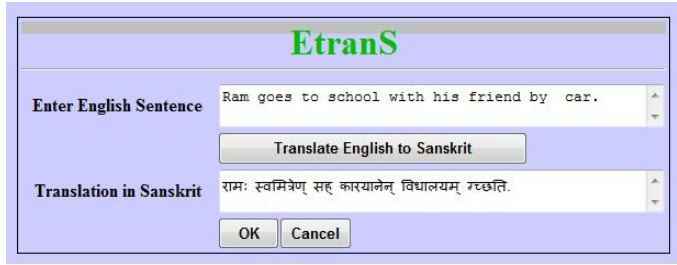 EtranS
Enter English Sentence
Ram goes to school with his friend by  car.
Translate English to Sanskrit
Translation in Sanskrit
रामः स्वमित्रेण् सह् कारयानेन् विधालयम् गच्छति.
OK
Cancel